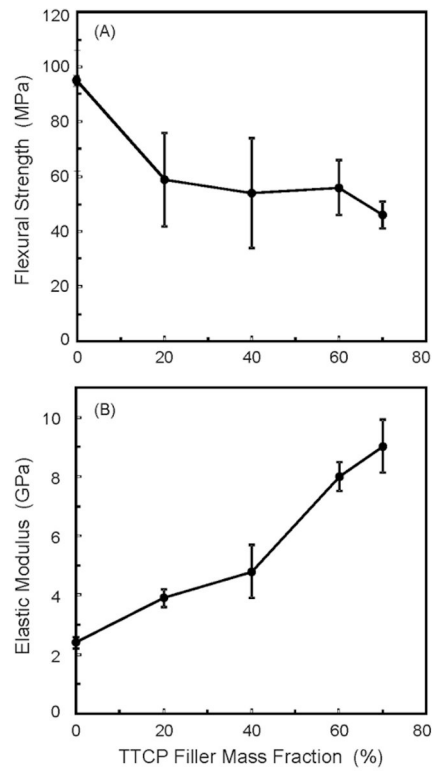 (A)
120
100
80
60
40
20
0
Flexural Strength (MPa)
0 20 40 60 80
(B)
10
8
6
4
2
0
Elastic Modulus (GPa)
0 20 40 60 80
TTCP Filler Mass Fraction (%)